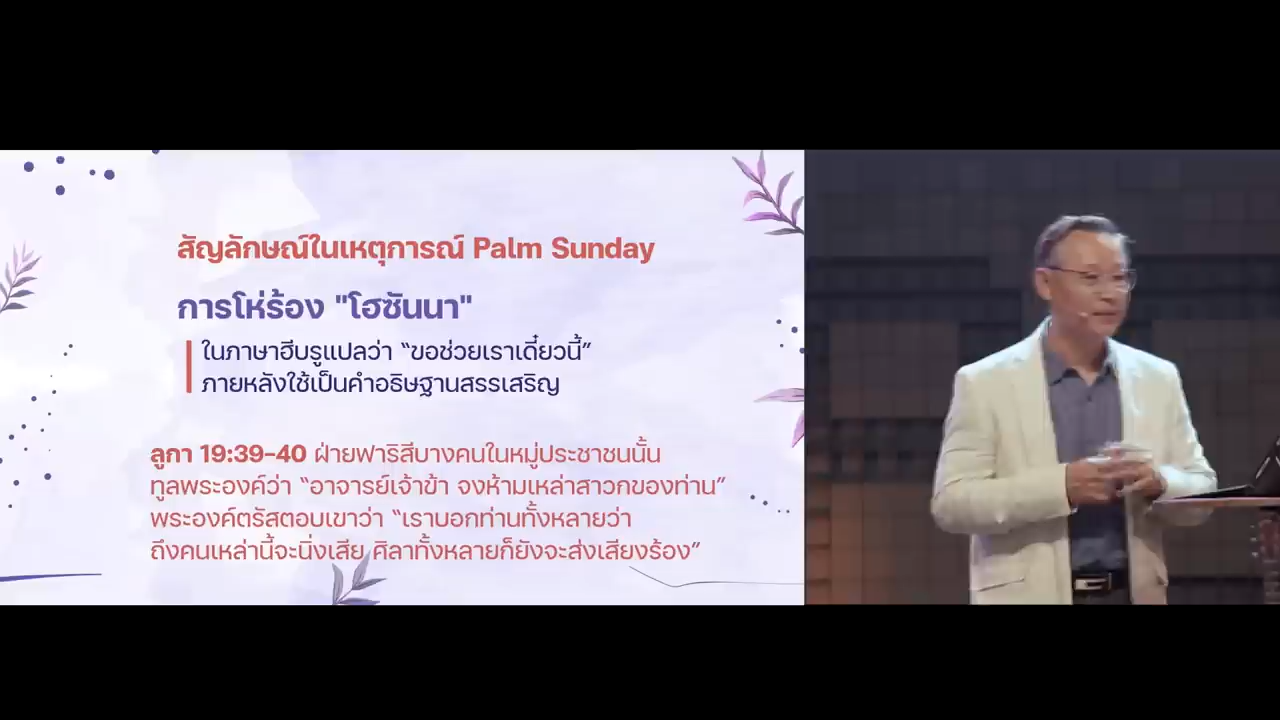 สัญลักษณ์ในเหตุการณ์ Palm Sunday
การโห่ร้อง "โฮซันนา"
ในภาษาฮีบรูแปลว่า “ขอช่วยเราเดี๋ยวนี้”
ภายหลังใช้เป็นคำอธิษฐานสรรเสริญ
ลูกา 19:39-40 ฝ่ายฟาริสีบางคนในหมู่ประชาชนนั้น
ทูลพระองค์ว่า “อาจารย์เจ้าข้า จงห้ามเหล่าสาวกของท่าน”
พระองค์ตรัสตอบเขาว่า “เราบอกท่านทั้งหลายว่า
ถึงคนเหล่านี้จะนิ่งเสีย ศิลาทั้งหลายก็ยังจะส่งเสียงร้อง”